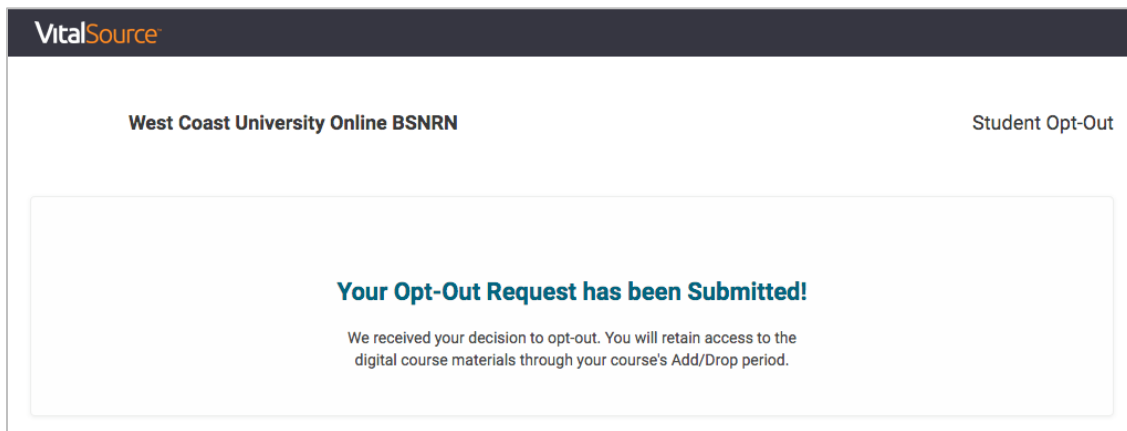 VitalSource
West Coast University Online BSNRN
Student Opt-Out
Your Opt-Out Request has been Submitted!
We received your decision to opt-out. You will retain access to the
digital course materials through your course's Add/Drop period.